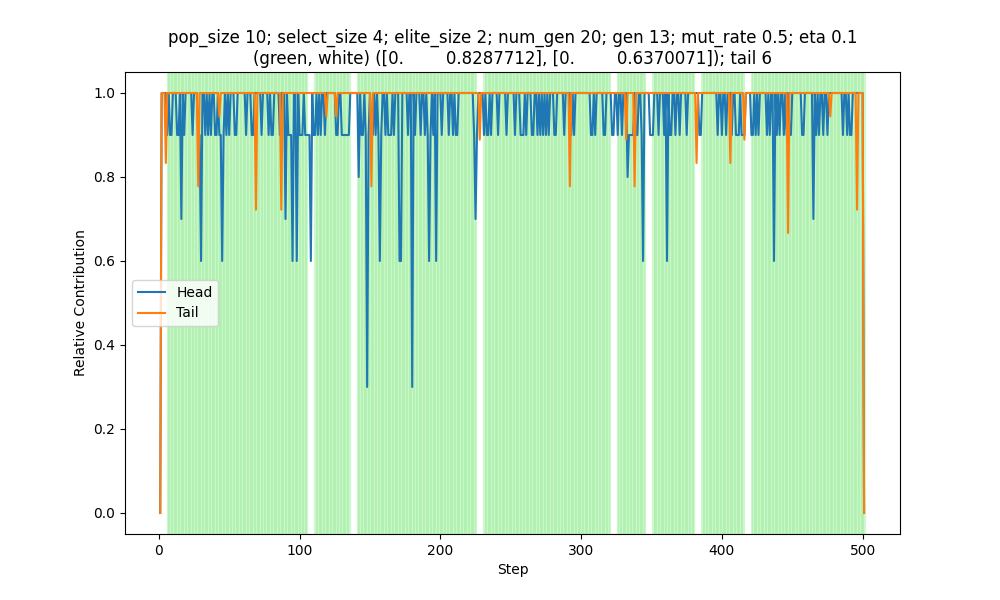 pop_size 10; select_size 4; elite_size 2; num_gen 20; gen 13; mut_rate 0.5; eta 0.1
(green, white) ([0.         0.8287712], [0.         0.6370071]); tail 6
1.0
0.8
0.6
0.4
0.2
0.0
Relative Contribution
Head
Tail
0
100
200
300
400
500
Step